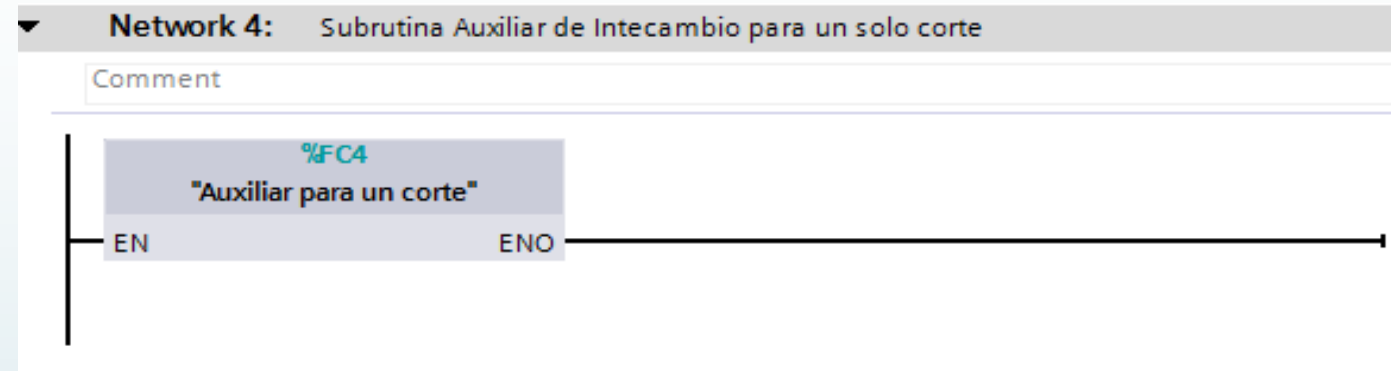 Network 4: Subrutina Auxiliar de Intecambio para un solo corte
Comment
%FC4
"Auxiliar para un corte"
EN ENO